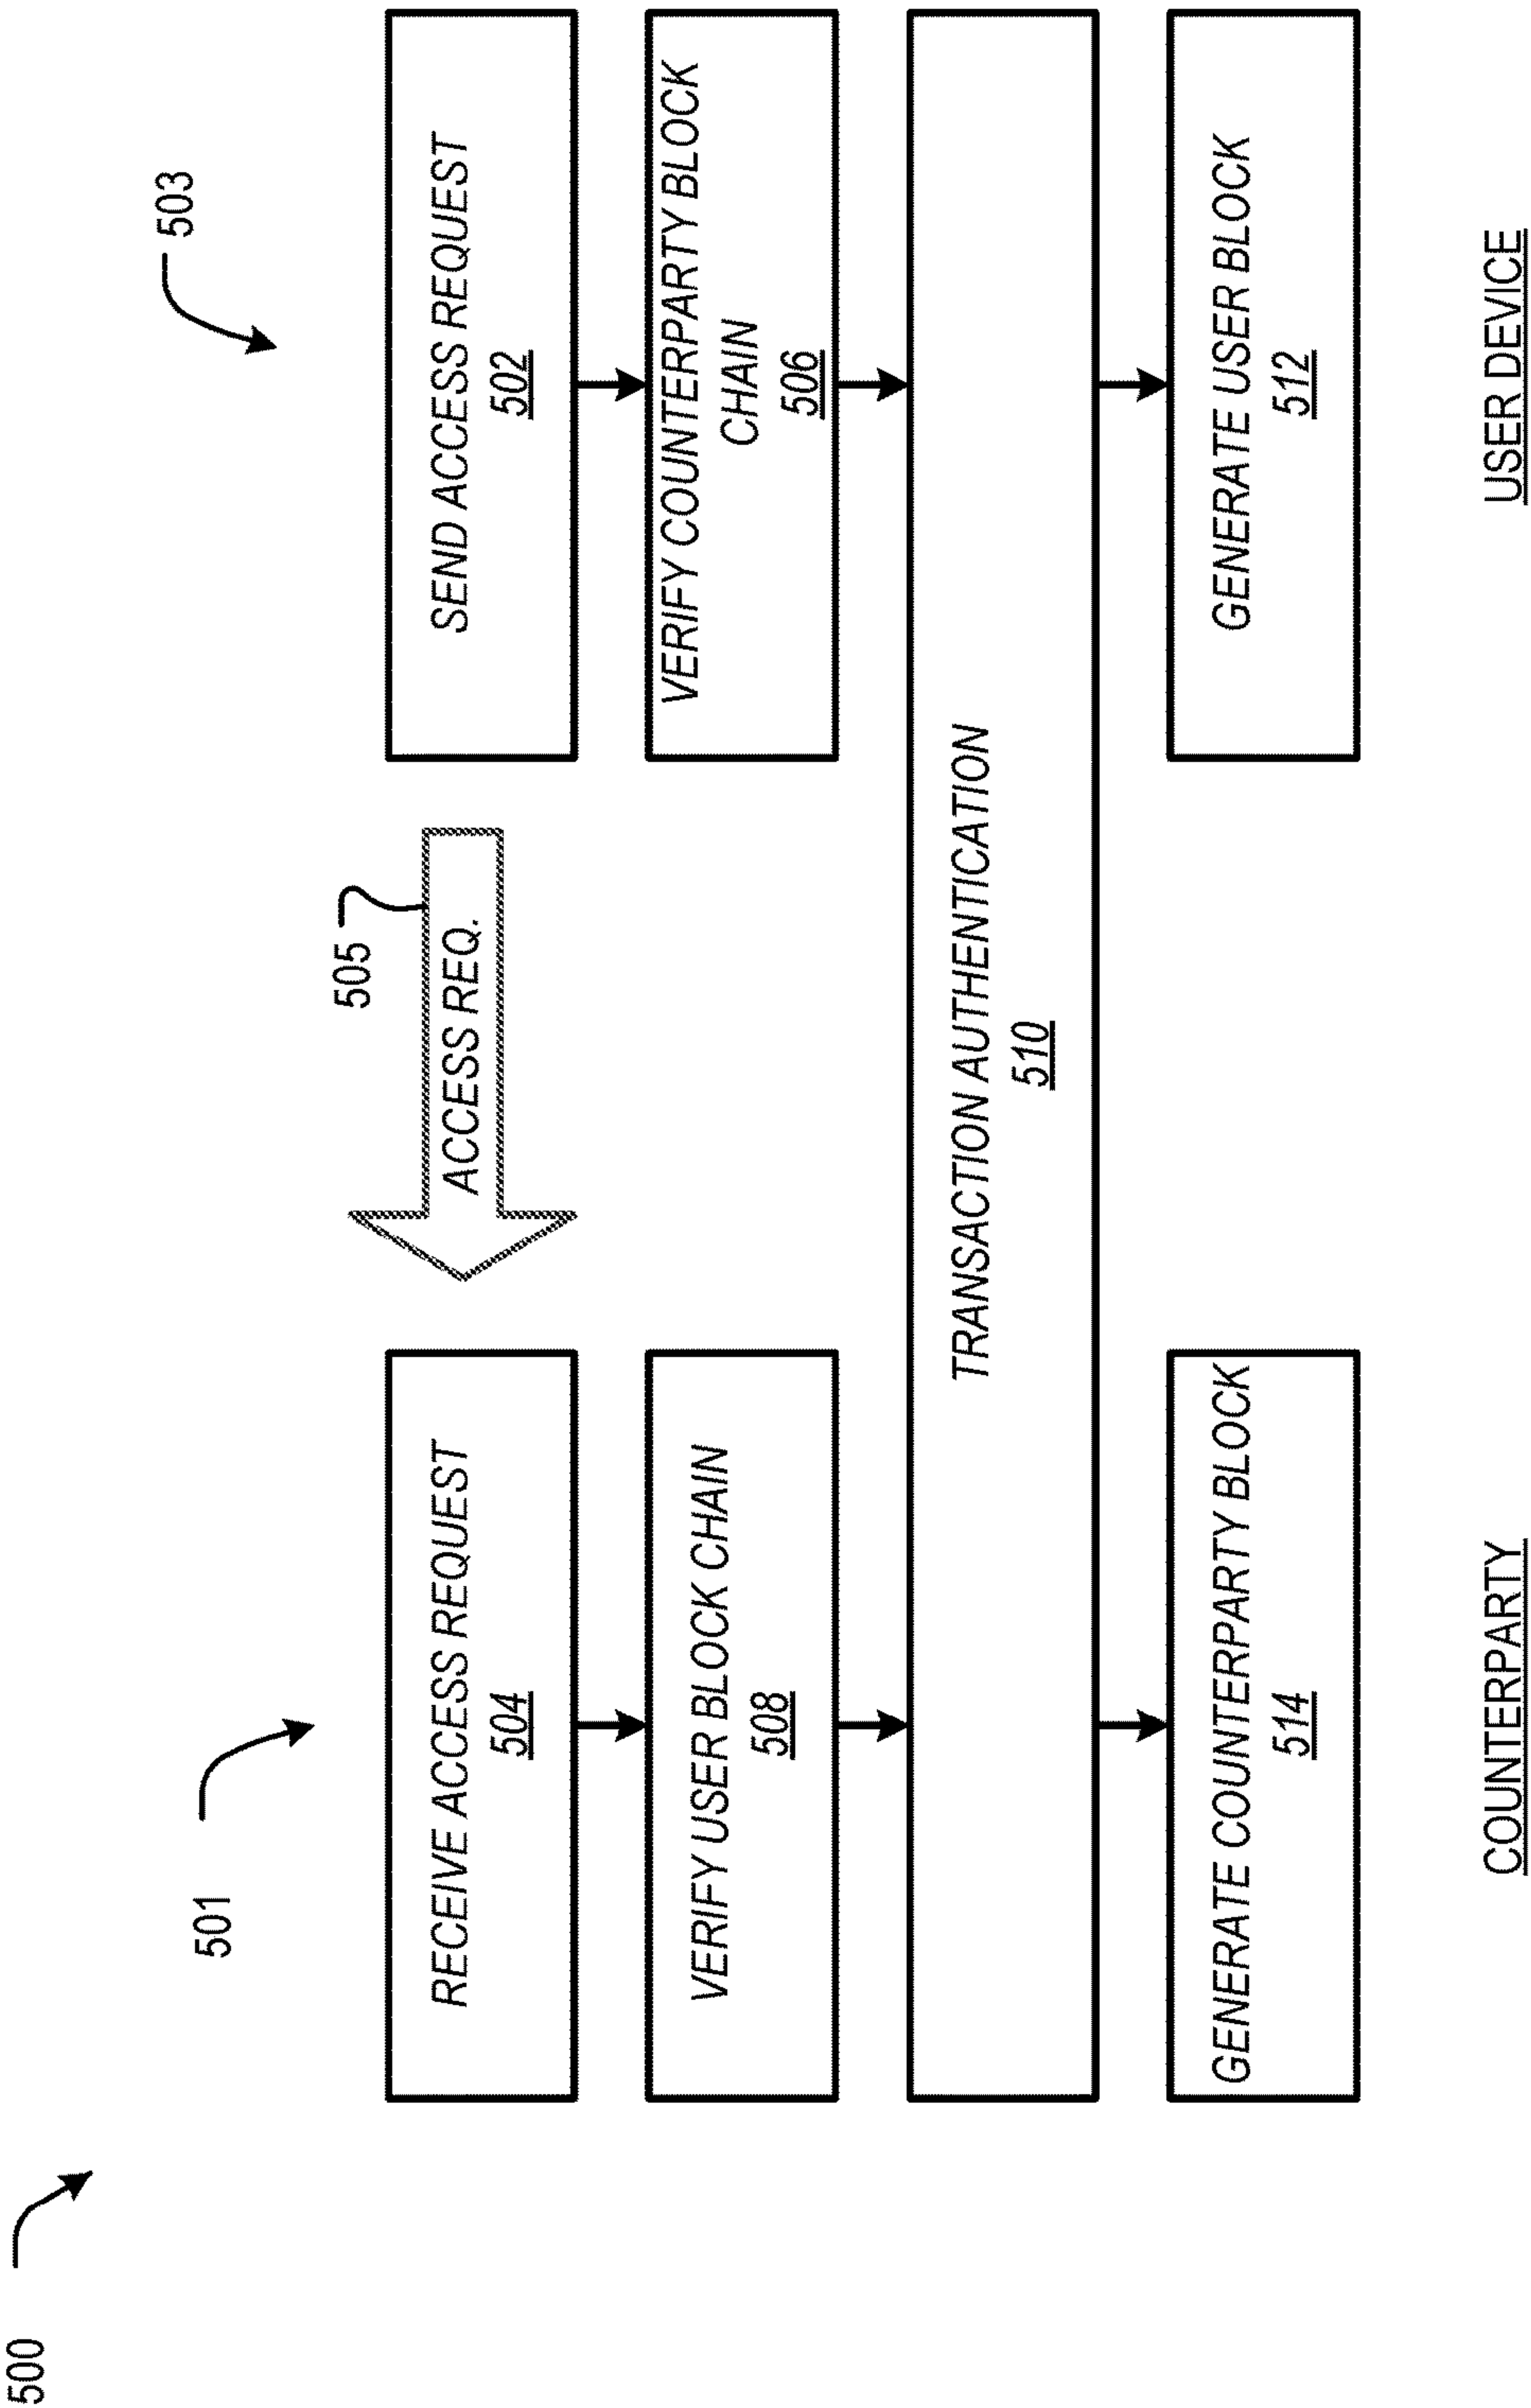 500
501
503
505
RECEIVE ACCESS REQUEST
504
ACCESS REQ.
SEND ACCESS REQUEST
502
VERIFY USER BLOCK CHAIN
508
VERIFY COUNTERPARTY BLOCK
CHAIN
506
TRANSACTION AUTHENTICATION
510
GENERATE COUNTERPARTY BLOCK
514
GENERATE USER BLOCK
512
COUNTERPARTY
USER DEVICE